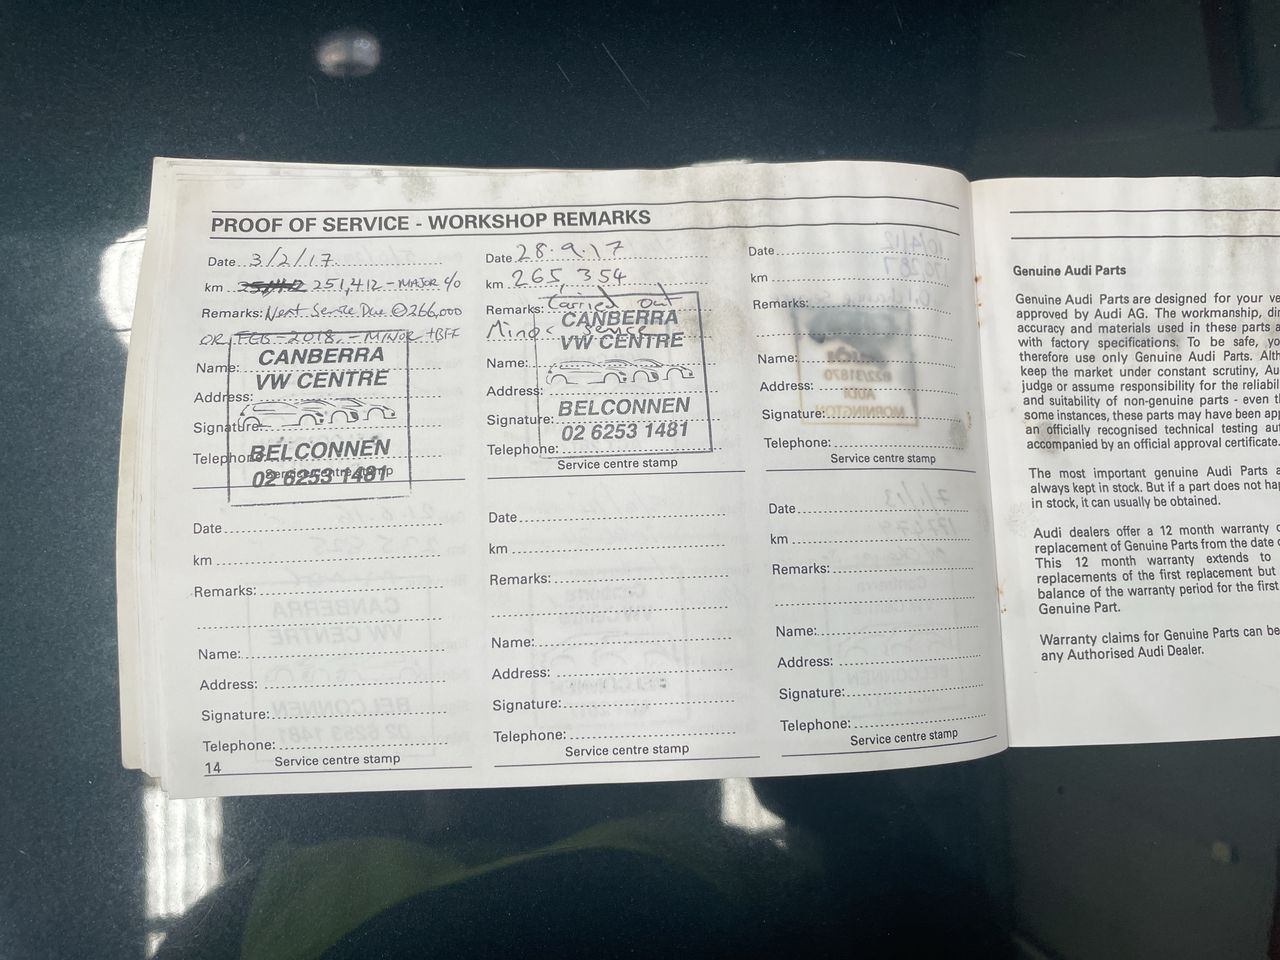 PROOF OF SERVICE - WORKSHOP REMARKS
Date 3/2/17
km 251,412 - MAJOR c/o
Remarks: Next Service Due @ 266,000
OR FEB - 2018. - MINOR + BFF
Name:
Address:
Signature:
Telephone:
Service centre stamp
CANBERRA
VW CENTRE
BELCONNEN
02 6253 1481
Date 28.9.17
km 265,354
Remarks: Carried out
Minor Service
Name:
Address:
Signature:
Telephone:
CANBERRA
VW CENTRE
BELCONNEN
02 6253 1481
Service centre stamp
Date
km
Remarks:
Name:
Address:
Signature:
Telephone:
Service centre stamp
Date
km
Remarks:
Name:
Address:
Signature:
Telephone:
Service centre stamp
14
Date
km
Remarks:
Name:
Address:
Signature:
Telephone:
Service centre stamp
Date
km
Remarks:
Name:
Address:
Signature:
Telephone:
Service centre stamp
Genuine Audi Parts
Genuine Audi Parts are designed for your
approved by Audi AG. The workmanship,
accuracy and materials used in these parts
with factory specifications. To be safe,
therefore use only Genuine Audi Parts.
keep the market under constant scrutiny,
judge or assume responsibility for the
and suitability of non-genuine parts - even
some instances, these parts may have been
an officially recognised technical testing
accompanied by an official approval certificate.
The most important genuine Audi Parts
always kept in stock. But if a part does not
in stock, it can usually be obtained.
Audi dealers offer a 12 month warranty
replacement of Genuine Parts from the date
This 12 month warranty extends to
replacements of the first replacement but
balance of the warranty period for the first
Genuine Part.
Warranty claims for Genuine Parts can be
any Authorised Audi Dealer.